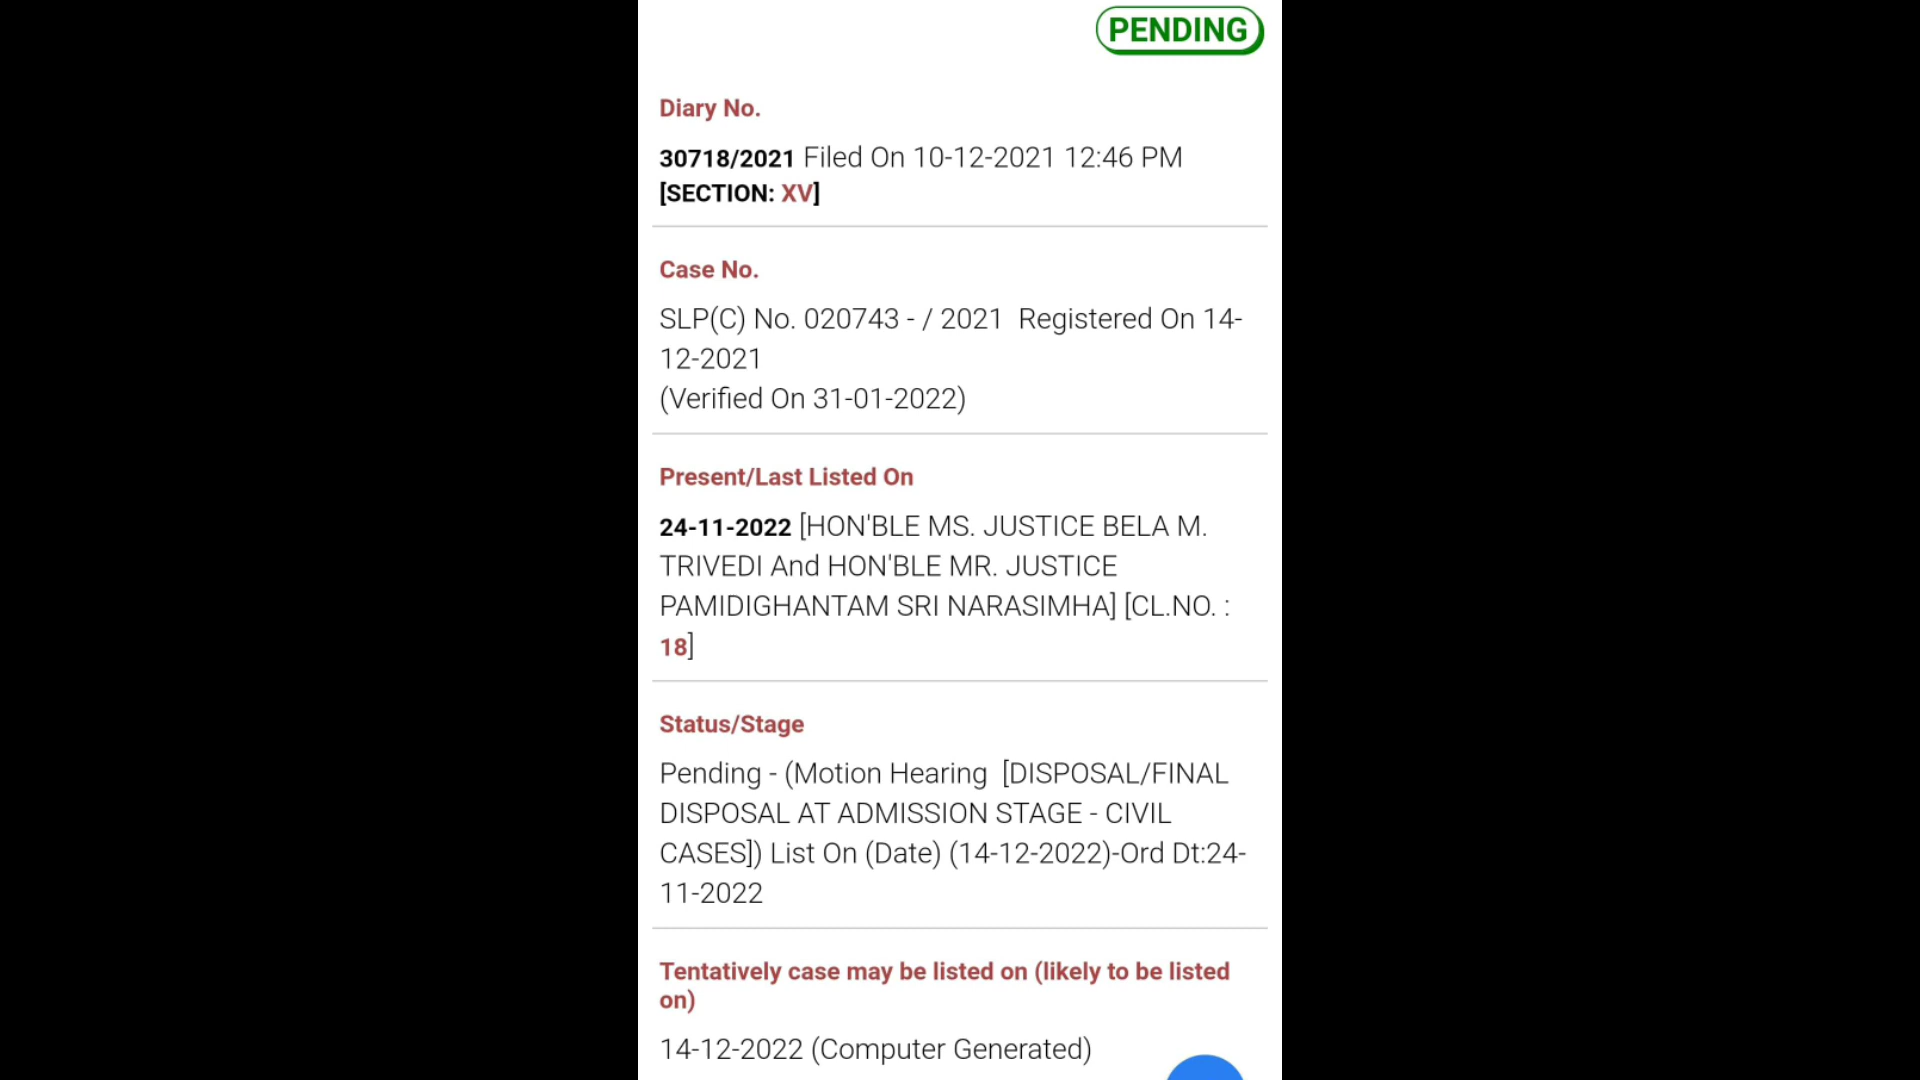 PENDING
Diary No.
30718/2021 Filed On 10-12-2021 12:46 PM
[SECTION: XV]
Case No.
SLP(C) No. 020743 - / 2021  Registered On 14-
12-2021
(Verified On 31-01-2022)
Present/Last Listed On
24-11-2022 [HON'BLE MS. JUSTICE BELA M.
TRIVEDI And HON'BLE MR. JUSTICE
PAMIDIGHANTAM SRI NARASIMHA] [CL.NO. :
18]
Status/Stage
Pending - (Motion Hearing  [DISPOSAL/FINAL
DISPOSAL AT ADMISSION STAGE - CIVIL
CASES]) List On (Date) (14-12-2022)-Ord Dt:24-
11-2022
Tentatively case may be listed on (likely to be listed
on)
14-12-2022 (Computer Generated)